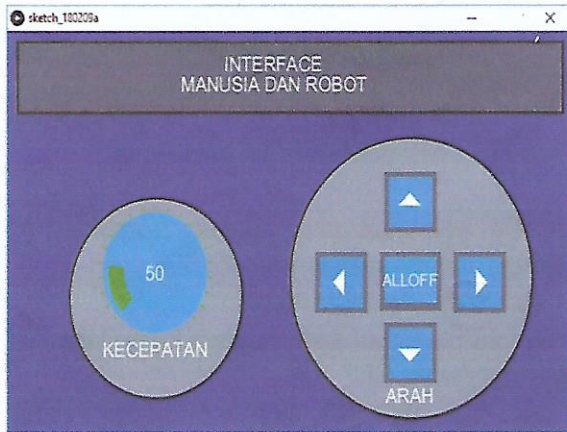 sketch_180209a
INTERFACE
MANUSIA DAN ROBOT
50
KECEPATAN
ALLOFF
ARAH